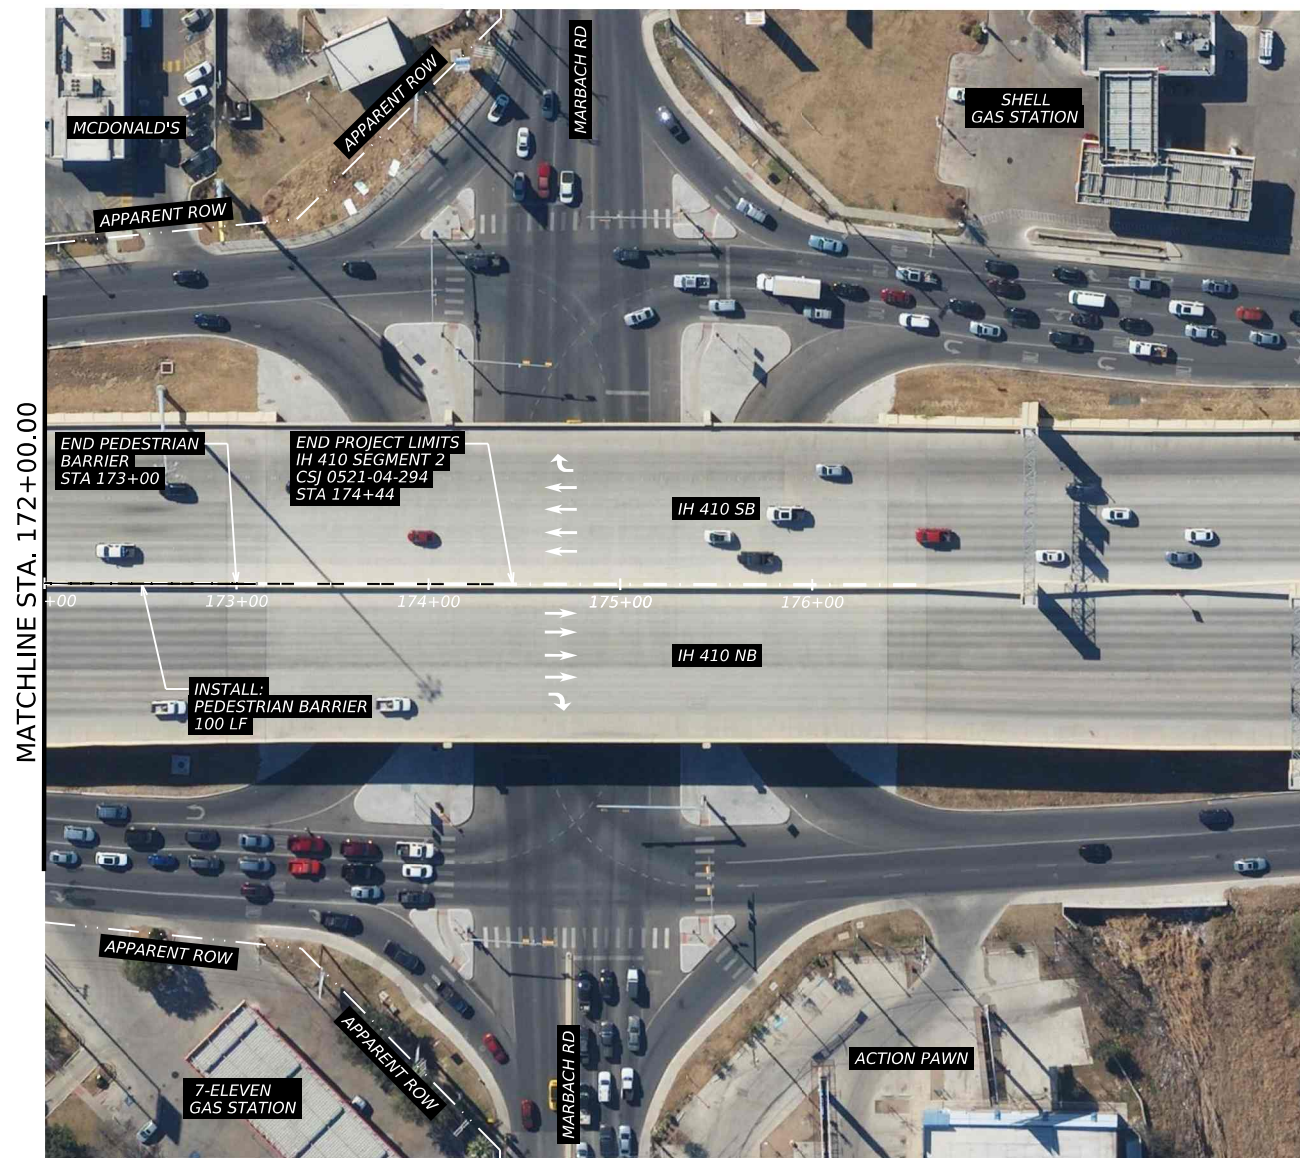 MARBACH RD
APPARENT ROW
SHELL
GAS STATION
MCDONALD'S
APPARENT ROW
MATCHLINE STA. 172+00.00
END PEDESTRIAN
BARRIER
STA 173+00
END PROJECT LIMITS
IH 410 SEGMENT 2
CSJ 0521-04-294
STA 174+44
IH 410 SB
+00
173+00
174+00
175+00
176+00
IH 410 NB
INSTALL:
PEDESTRIAN BARRIER
100 LF
APPARENT ROW
APPARENT ROW
MARBACH RD
ACTION PAWN
7-ELEVEN
GAS STATION